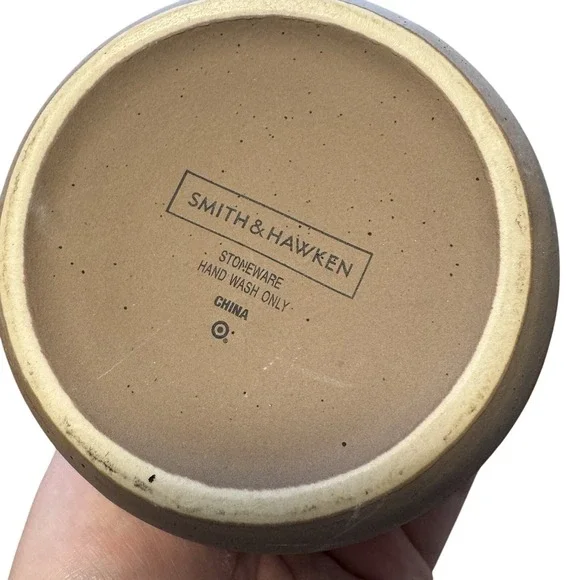 SMITH & HAWKEN
STONEWARE
HAND WASH ONLY
CHINA
®